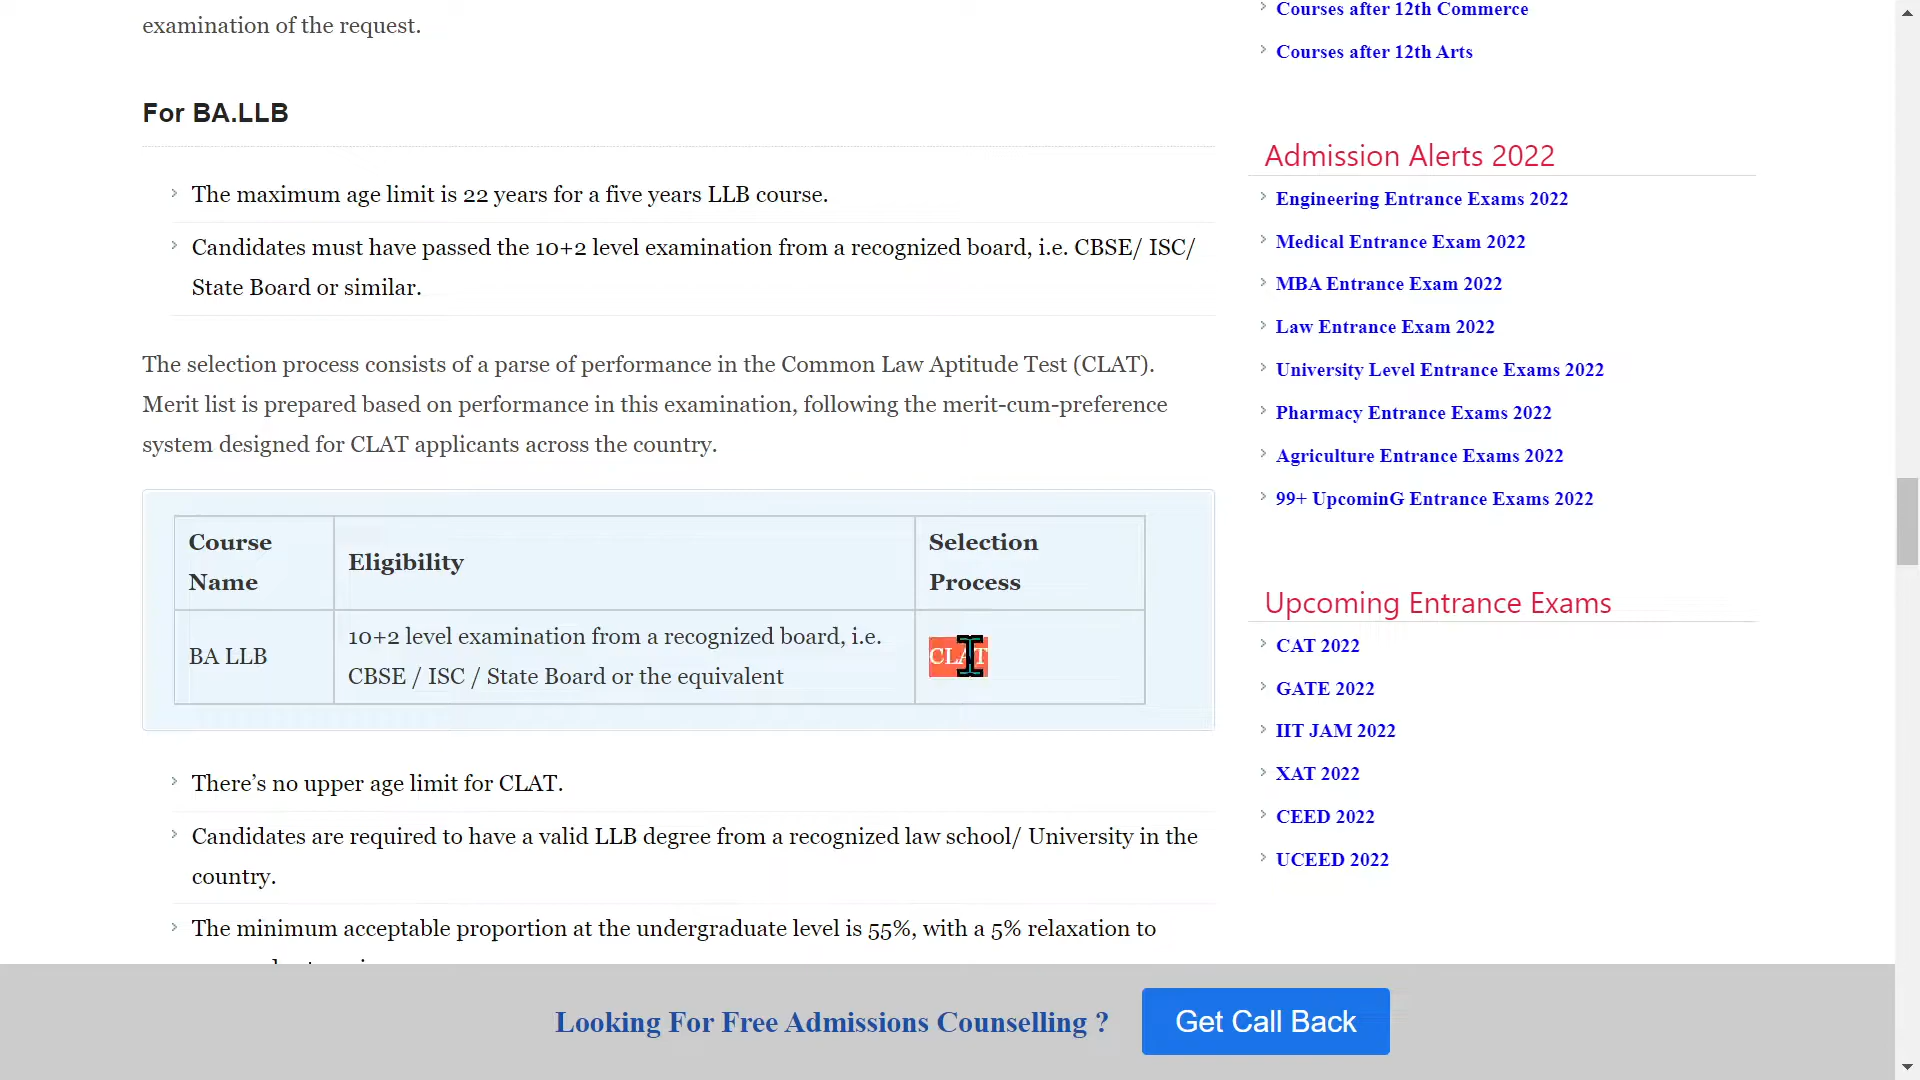 examination of the request.
For BA.LLB
The maximum age limit is 22 years for a five years LLB course.
Candidates must have passed the 10+2 level examination from a recognized board, i.e. CBSE/ ISC/
State Board or similar.
The selection process consists of a parse of performance in the Common Law Aptitude Test (CLAT).
Merit list is prepared based on performance in this examination, following the merit-cum-preference
system designed for CLAT applicants across the country.
Course
Name
Eligibility
Selection
Process
BA LLB
10+2 level examination from a recognized board, i.e.
CBSE / ISC / State Board or the equivalent
CLAT
There’s no upper age limit for CLAT.
Candidates are required to have a valid LLB degree from a recognized law school/ University in the
country.
The minimum acceptable proportion at the undergraduate level is 55%, with a 5% relaxation to
Courses after 12th Commerce
Courses after 12th Arts
Admission Alerts 2022
Engineering Entrance Exams 2022
Medical Entrance Exam 2022
MBA Entrance Exam 2022
Law Entrance Exam 2022
University Level Entrance Exams 2022
Pharmacy Entrance Exams 2022
Agriculture Entrance Exams 2022
99+ UpcominG Entrance Exams 2022
Upcoming Entrance Exams
CAT 2022
GATE 2022
IIT JAM 2022
XAT 2022
CEED 2022
UCEED 2022
Looking For Free Admissions Counselling ?
Get Call Back